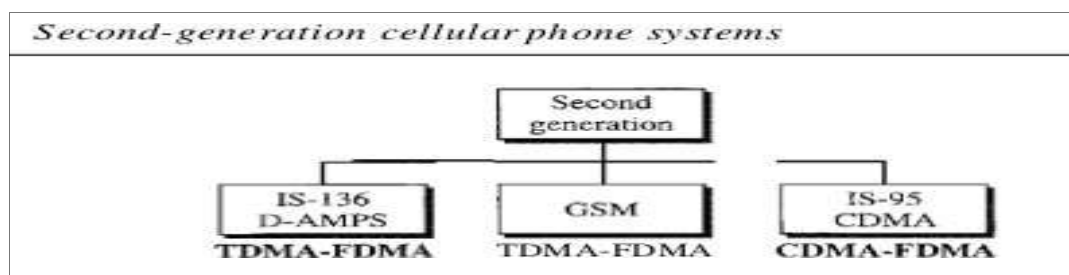 Second-generation cellular phone systems
Second
generation
IS-136
D-AMPS
GSM
IS-95
CDMA
TDMA-FDMA
TDMA-FDMA
CDMA-FDMA